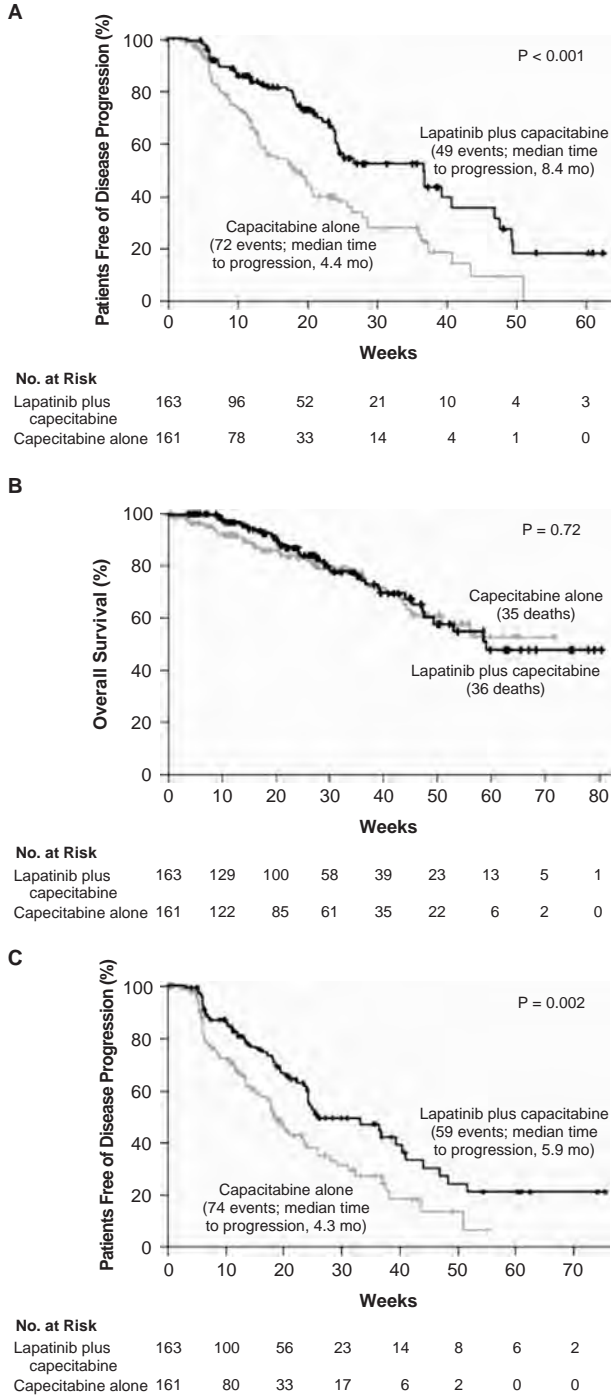 A
Patients Free of Disease Progression (%)
100
80
60
40
20
0
P < 0.001
Lapatinib plus capacitabine
(49 events; median time
to progression, 8.4 mo)
Capacitabine alone
(72 events; median time
to progression, 4.4 mo)
0 10 20 30 40 50 60
Weeks
No. at Risk
Lapatinib plus capecitabine 163 96 52 21 10 4 3
Capecitabine alone 161 78 33 14 4 1 0
B
Overall Survival (%)
100
80
60
40
20
0
P = 0.72
Capecitabine alone
(35 deaths)
Lapatinib plus capecitabine
(36 deaths)
0 10 20 30 40 50 60 70 80
Weeks
No. at Risk
Lapatinib plus capecitabine 163 129 100 58 39 23 13 5 1
Capecitabine alone 161 122 85 61 35 22 6 2 0
C
Patients Free of Disease Progression (%)
100
80
60
40
20
0
P = 0.002
Lapatinib plus capacitabine
(59 events; median time
to progression, 5.9 mo)
Capacitabine alone
(74 events; median time
to progression, 4.3 mo)
0 10 20 30 40 50 60 70
Weeks
No. at Risk
Lapatinib plus capecitabine 163 100 56 23 14 8 6 2
Capecitabine alone 161 80 33 17 6 2 0 0